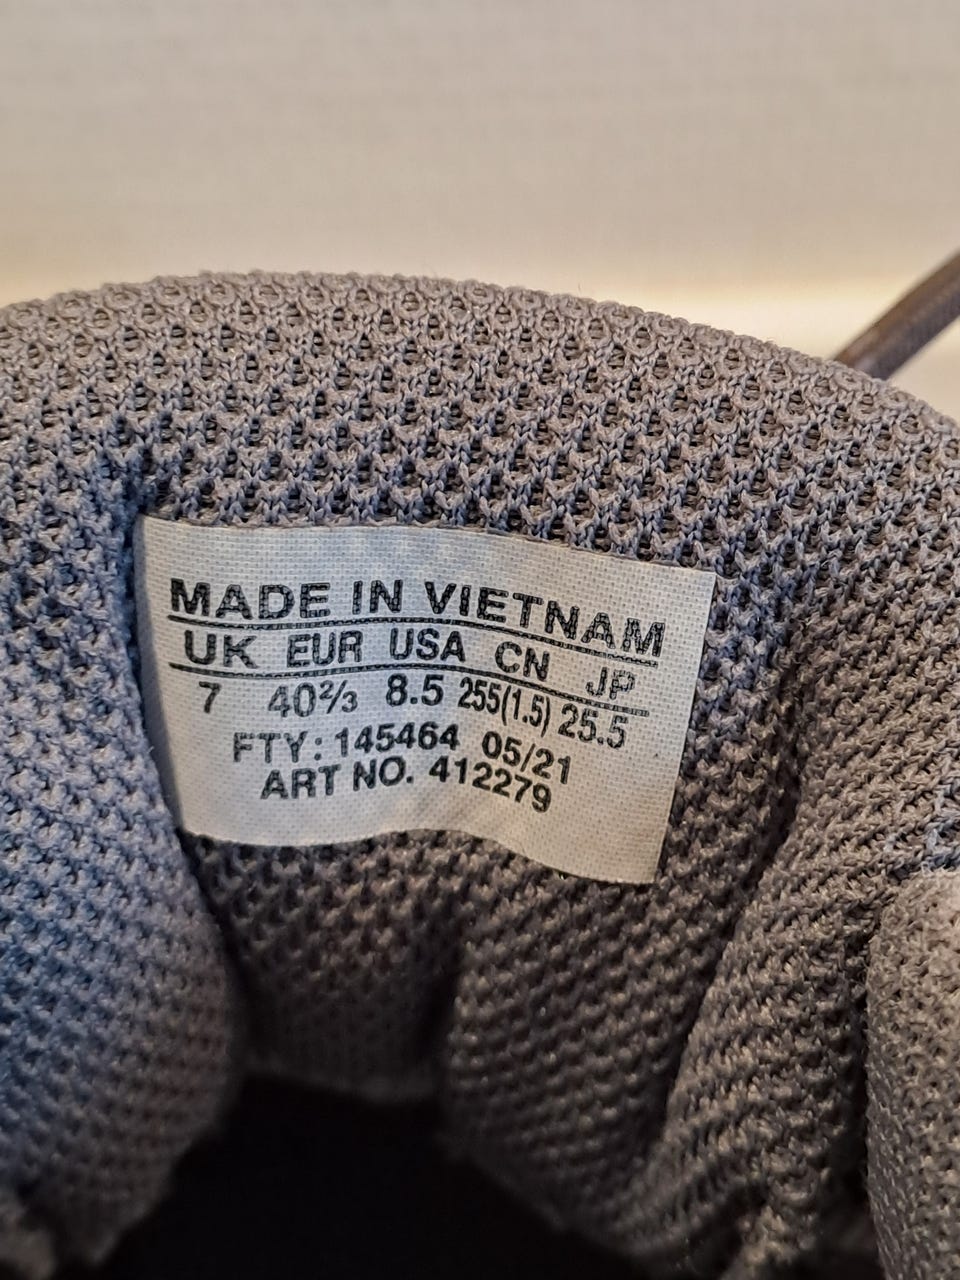 MADE IN VIETNAM
UK EUR USA CN JP
7 40⅔ 8.5 255(1.5) 25.5
FTY: 145464 05/21
ART NO. 412279